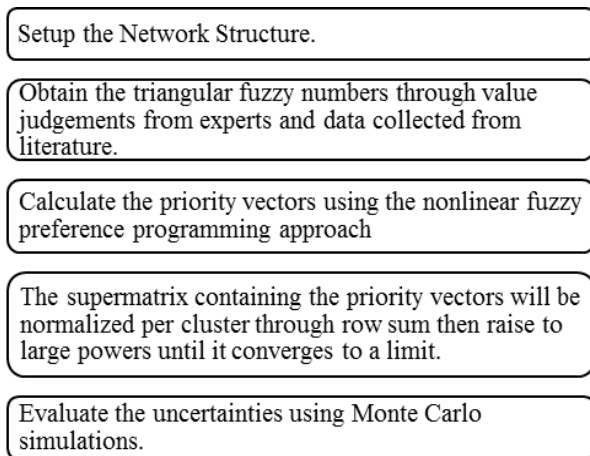 Setup the Network Structure.
Obtain the triangular fuzzy numbers through value
judgements from experts and data collected from
literature.
Calculate the priority vectors using the nonlinear fuzzy
preference programming approach
The supermatrix containing the priority vectors will be
normalized per cluster through row sum then raise to
large powers until it converges to a limit.
Evaluate the uncertainties using Monte Carlo
simulations.